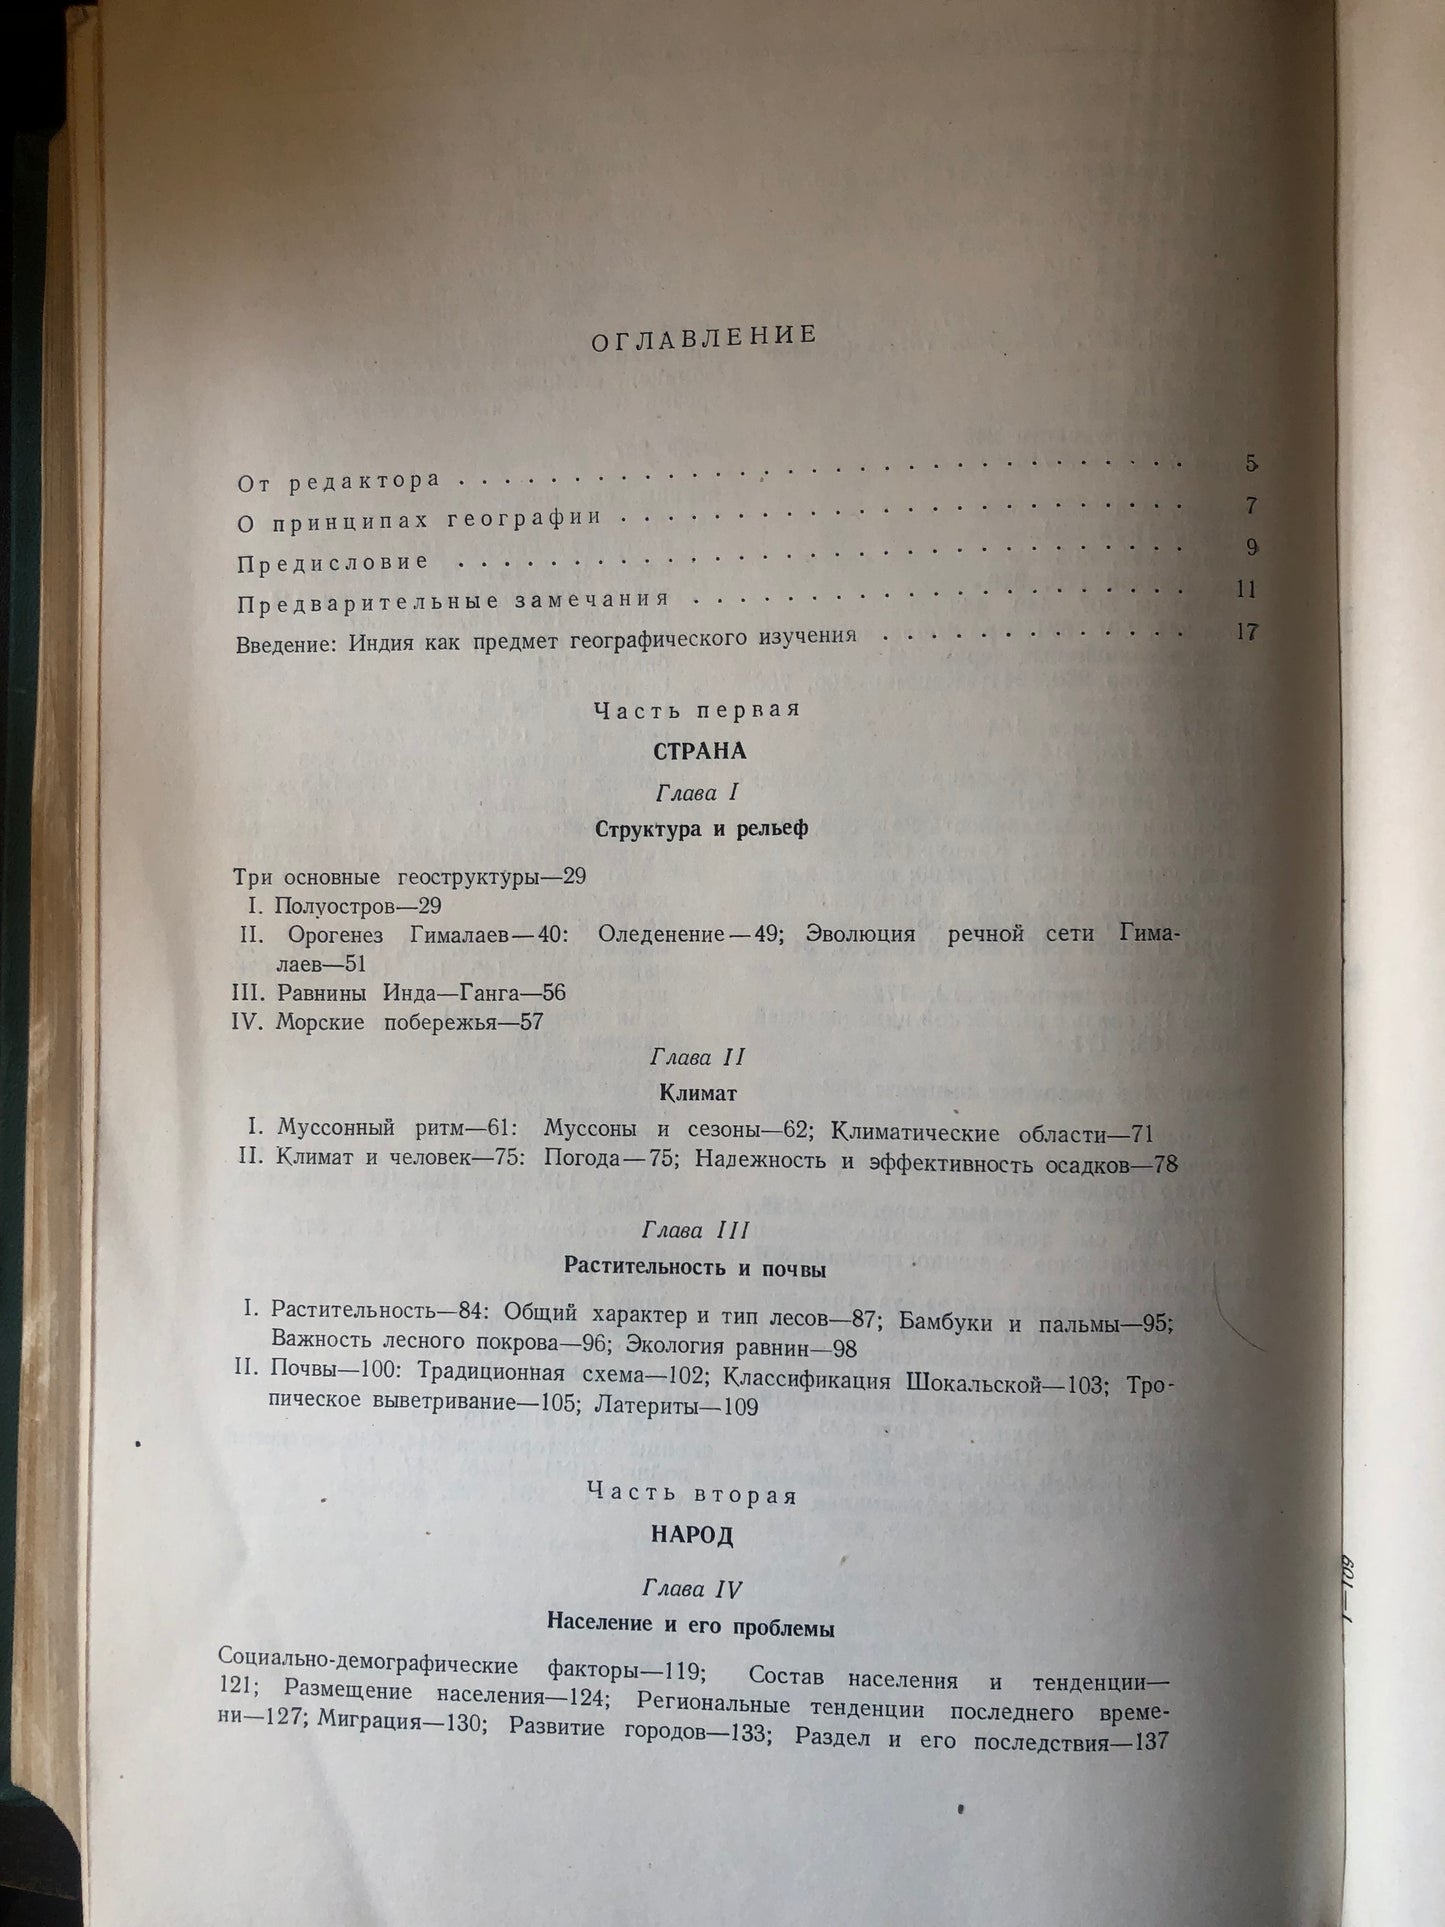 ОГЛАВЛЕНИЕ
От редактора . . . . . . . . . . . . . . . . . . . . . . . . . . . . . . . 5
О принципах географии . . . . . . . . . . . . . . . . . . . . . . . . 7
Предисловие . . . . . . . . . . . . . . . . . . . . . . . . . . . . . . . 9
Предварительные замечания . . . . . . . . . . . . . . . . . . . . . 11
Введение: Индия как предмет географического изучения . . . . . . . . . . . . . 17
Часть первая
СТРАНА
Глава I
Структура и рельеф
Три основные геоструктуры—29
I. Полуостров—29
II. Орогенез Гималаев—40: Оледенение—49; Эволюция речной сети Гима-
лаев—51
III. Равнины Инда—Ганга—56
IV. Морские побережья—57
Глава II
Климат
I. Муссонный ритм—61: Муссоны и сезоны—62; Климатические области—71
II. Климат и человек—75: Погода—75; Надежность и эффективность осадков—78
Глава III
Растительность и почвы
I. Растительность—84: Общий характер и тип лесов—87; Бамбуки и пальмы—95;
Важность лесного покрова—96; Экология равнин—98
II. Почвы—100: Традиционная схема—102; Классификация Шокальской—103; Тро-
пическое выветривание—105; Латериты—109
Часть вторая
НАРОД
Глава IV
Население и его проблемы
Социально-демографические факторы—119; Состав населения и тенденции—
121; Размещение населения—124; Региональные тенденции последнего време-
ни—127; Миграция—130; Развитие городов—133; Раздел и его последствия—137